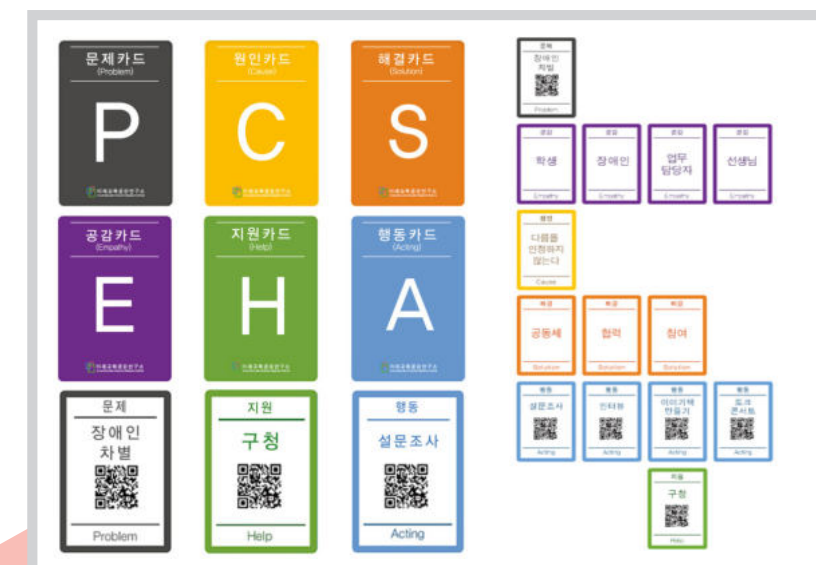 문제카드
(Problem)
P
원인카드
(Cause)
C
해결카드
(Solution)
S
공감카드
(Empathy)
E
지원카드
(Help)
H
행동카드
(Acting)
A
문제
장애인
차별
Problem
지원
구청
Help
행동
설문조사
Acting
문제
장애인
차별
Problem
공감
학생
Empathy
공감
장애인
Empathy
공감
업무
담당자
Empathy
공감
선생님
Empathy
원인
다름을
인정하지
않는다
Cause
해결
공동체
Solution
해결
협력
Solution
해결
참여
Solution
행동
설문조사
Acting
행동
인터뷰
Acting
행동
이야기책
만들기
Acting
행동
토크
콘서트
Acting
지원
구청
Help